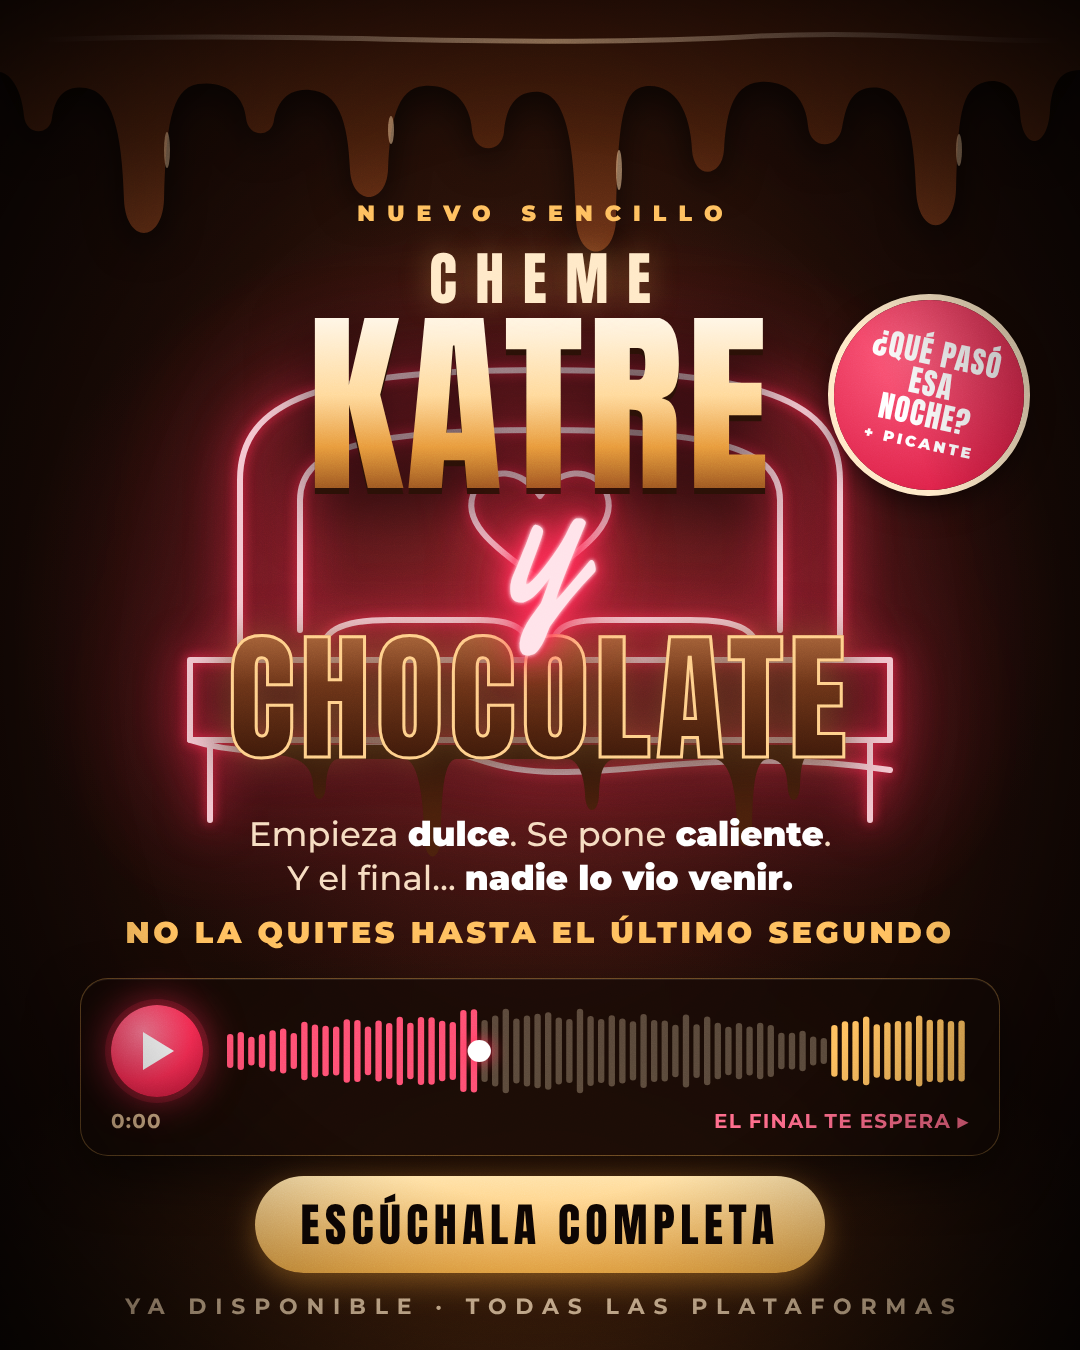 NUEVO SENCILLO
CHEME
KATRE
¿QUÉ PASÓ
ESA
NOCHE?
+ PICANTE
y
CHOCOLATE
Empieza dulce. Se pone caliente.
Y el final... nadie lo vio venir.
NO LA QUITES HASTA EL ÚLTIMO SEGUNDO
0:00
EL FINAL TE ESPERA ▸
ESCÚCHALA COMPLETA
YA DISPONIBLE · TODAS LAS PLATAFORMAS